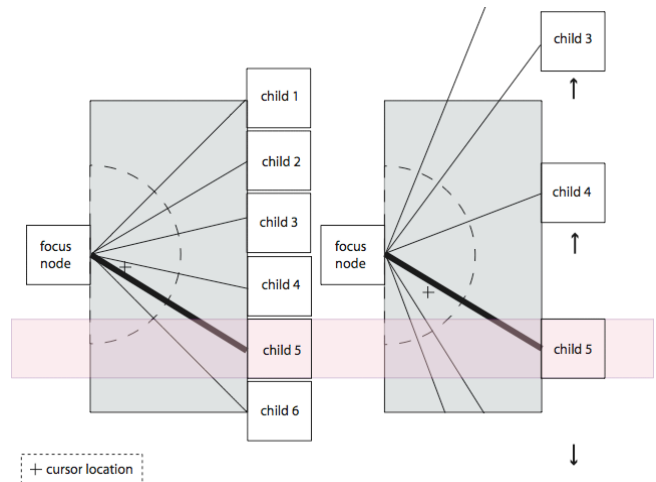 child 1
child 2
child 3
child 4
child 5
child 6
focus
node
+ cursor location
child 3
child 4
child 5
focus
node